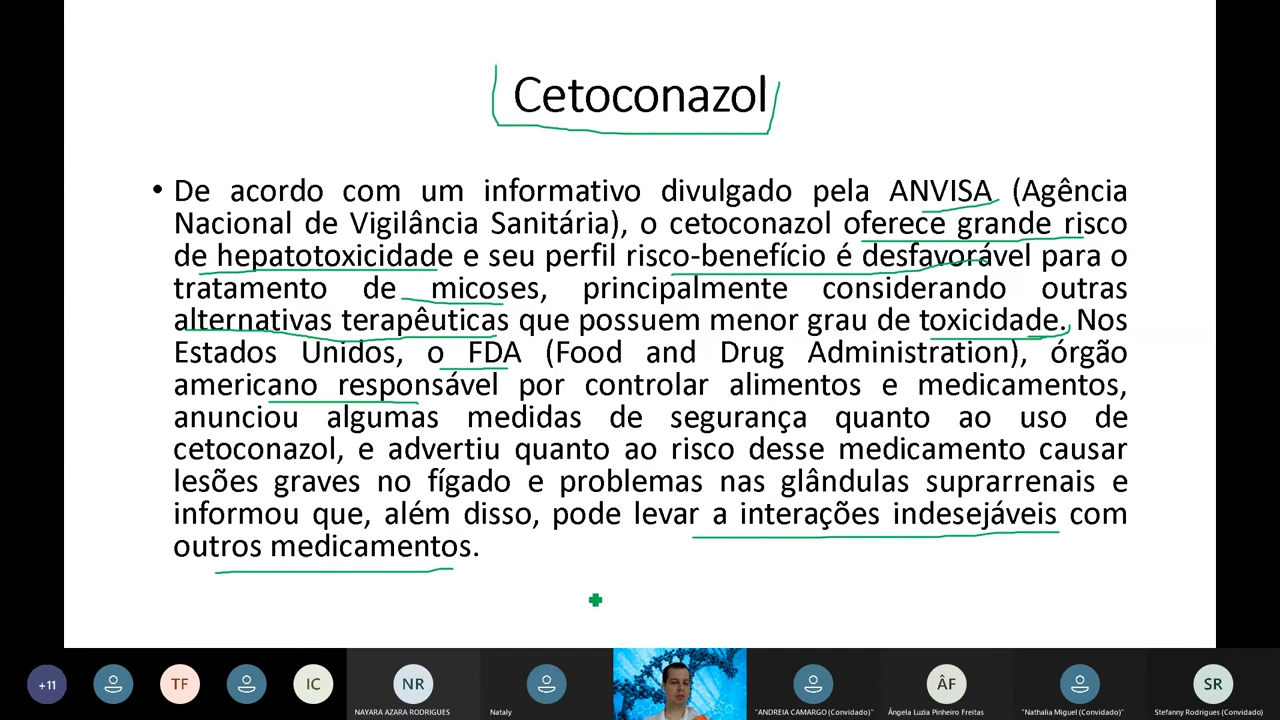 Cetoconazol
• De acordo com um informativo divulgado pela ANVISA (Agência
Nacional de Vigilância Sanitária), o cetoconazol oferece grande risco
de hepatotoxicidade e seu perfil risco-benefício é desfavorável para o
tratamento de micoses, principalmente considerando outras
alternativas terapêuticas que possuem menor grau de toxicidade. Nos
Estados Unidos, o FDA (Food and Drug Administration), órgão
americano responsável por controlar alimentos e medicamentos,
anunciou algumas medidas de segurança quanto ao uso de
cetoconazol, e advertiu quanto ao risco desse medicamento causar
lesões graves no fígado e problemas nas glândulas suprarrenais e
informou que, além disso, pode levar a interações indesejáveis com
outros medicamentos.
+11
TF
IC
NR
ÂF
SR
NAYARA AZARA RODRIGUES
Nataly
"ANDREIA CAMARGO (Convidado)"
Ângela Luzia Pinheiro Freitas
"Nathalia Miguel (Convidado)"
Stefanny Rodrigues (Convidado)